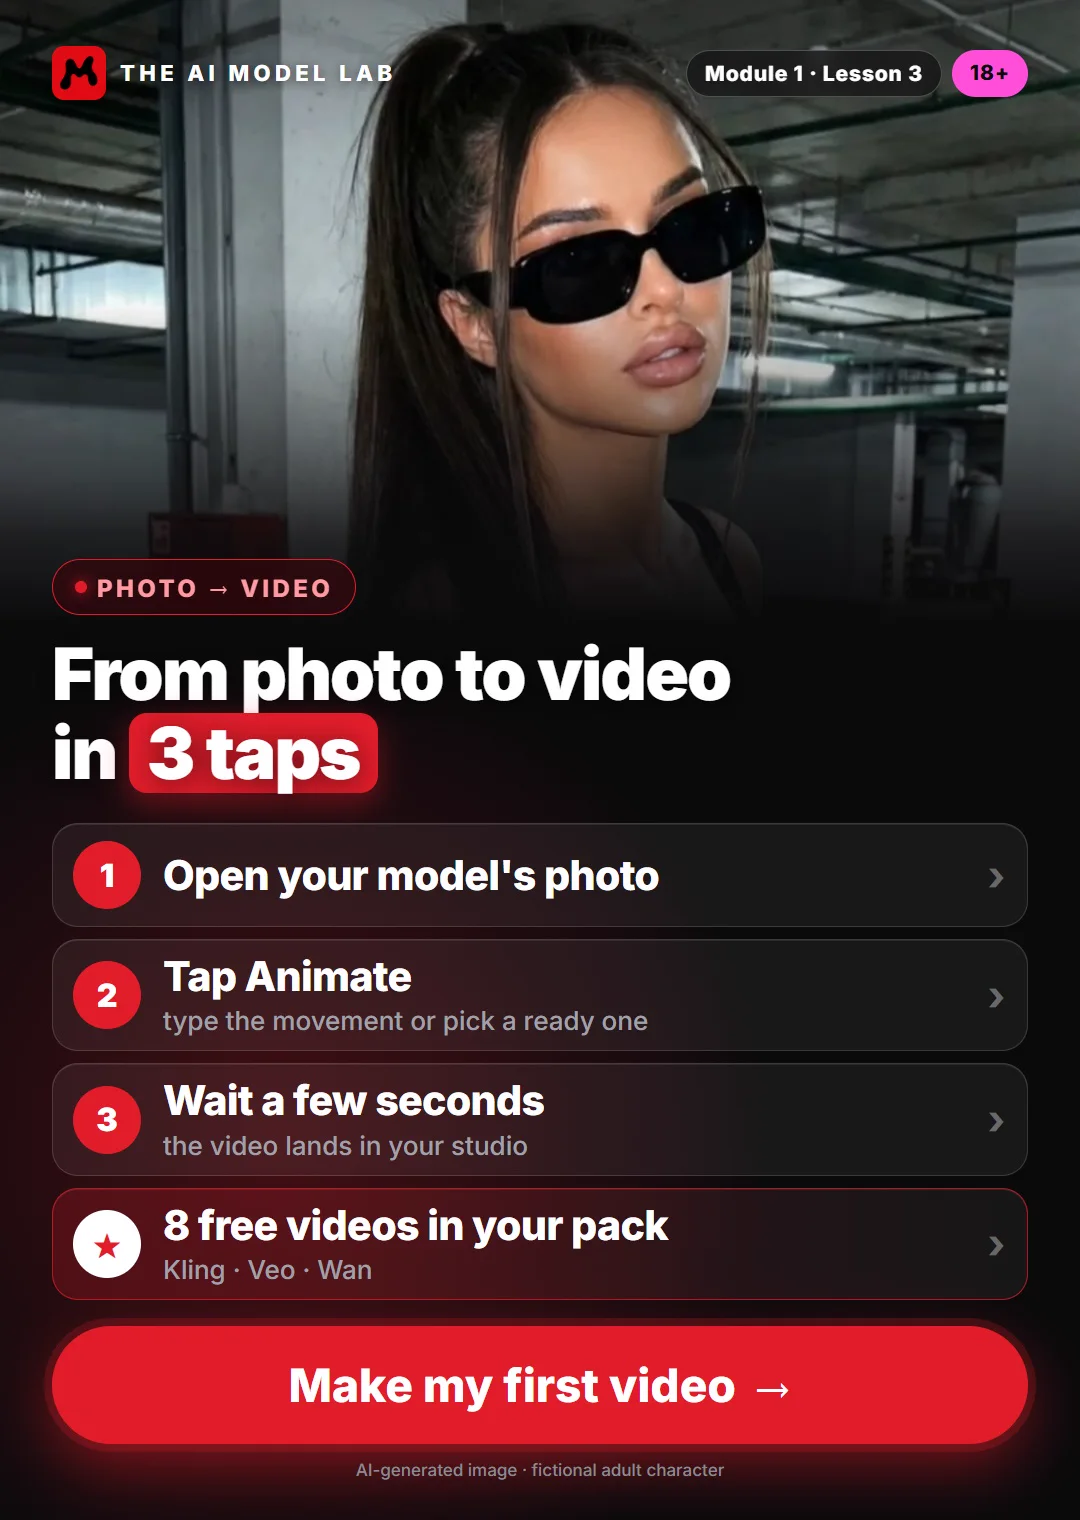 THE AI MODEL LAB
Module 1 · Lesson 3
18+
PHOTO → VIDEO
From photo to video
in 3 taps
1
Open your model's photo
2
Tap Animate
type the movement or pick a ready one
3
Wait a few seconds
the video lands in your studio
8 free videos in your pack
Kling · Veo · Wan
Make my first video →
AI-generated image · fictional adult character